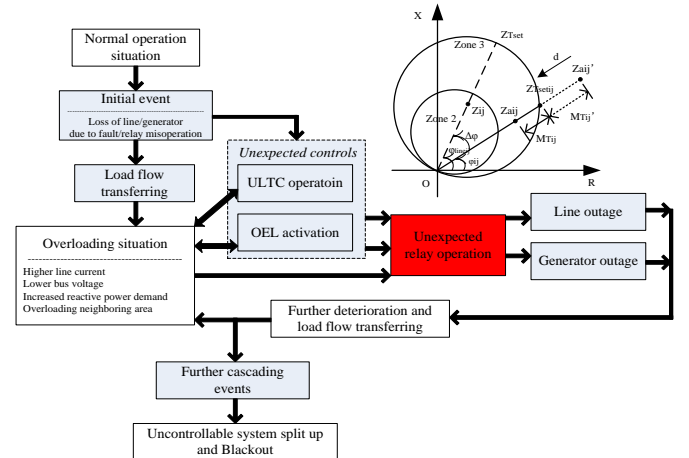 Normal operation
situation
Initial event
Loss of line/generator
due to fault/relay misoperation
Load flow
transferring
Overloading situation
Higher line current
Lower bus voltage
Increased reactive power demand
Overloading neighboring area
Unexpected controls
ULTC operatoin
OEL activation
Unexpected
relay operation
Line outage
Generator outage
Further deterioration and
load flow transferring
Further cascading
events
Uncontrollable system split up
and Blackout
X
Zone 3
ZTset
d
Zaij'
ZTsetij
Zij
Zaij
Zone 2
MTij'
MTij
Δφ
φline
φij
O
R